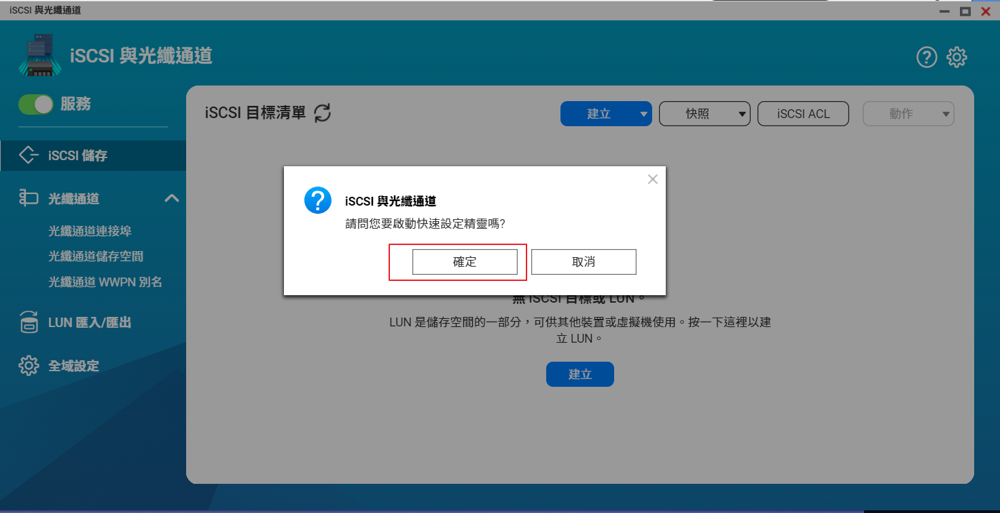 iSCSI 與光纖通道
iSCSI 與光纖通道
服務
iSCSI 儲存
光纖通道
光纖通道連接埠
光纖通道儲存空間
光纖通道 WWPN 別名
LUN 匯入/匯出
全域設定
iSCSI 目標清單
建立
快照
iSCSI ACL
動作
iSCSI 與光纖通道
請問您要啟動快速設定精靈嗎?
確定
取消
無 iSCSI 目標或 LUN。
LUN 是儲存空間的一部分，可供其他裝置或虛擬機使用。按一下這裡以建
立 LUN。
建立